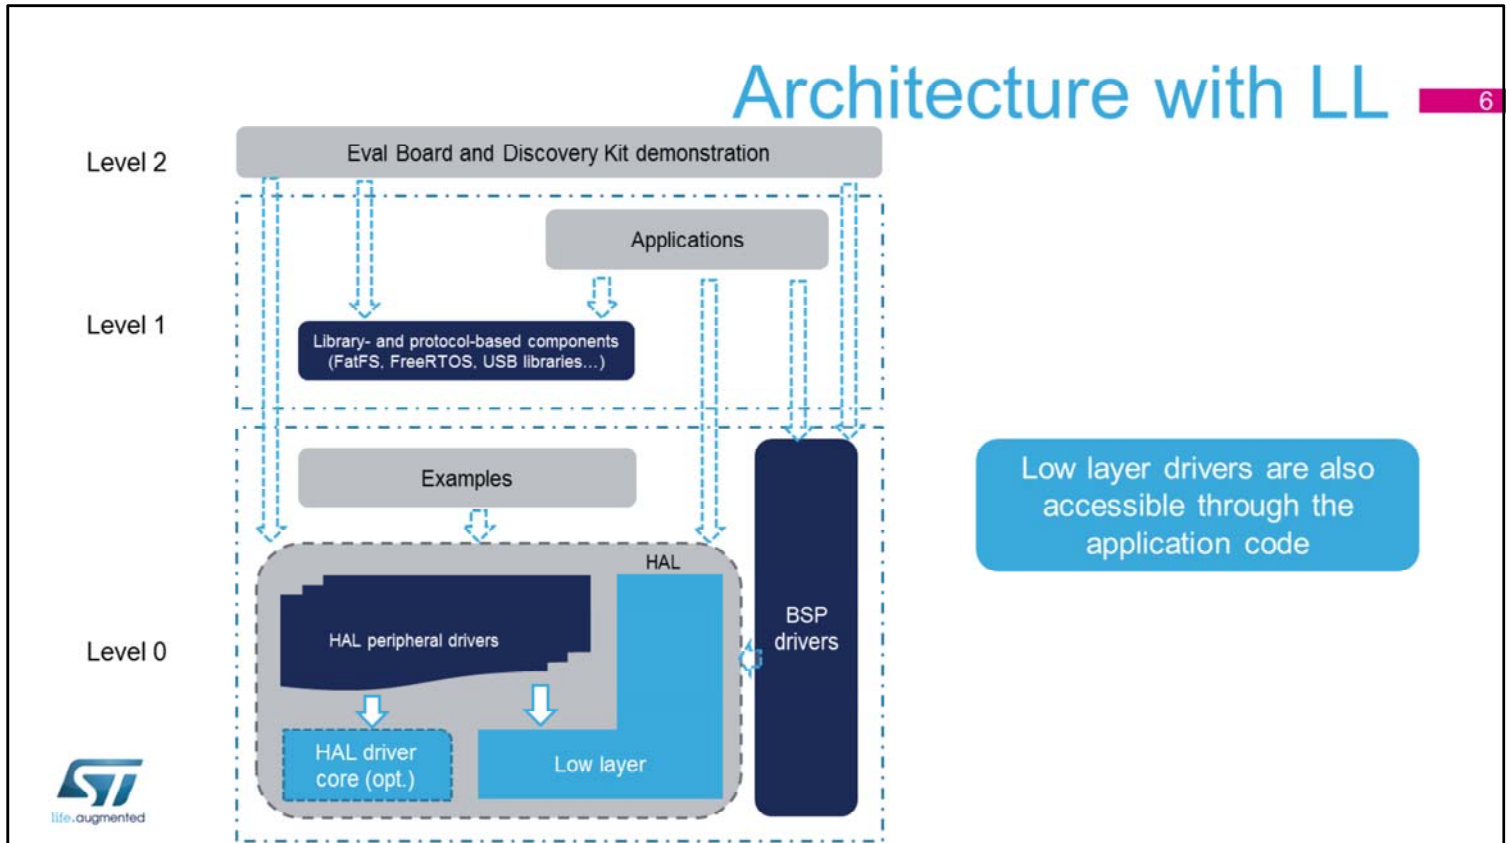 Architecture with LL
6
Level 2
Eval Board and Discovery Kit demonstration
Applications
Level 1
Library- and protocol-based components
(FatFS, FreeRTOS, USB libraries…)
Examples
Low layer drivers are also
accessible through the
application code
HAL
BSP
drivers
Level 0
HAL peripheral drivers
HAL driver
core (opt.)
Low layer
ST
life.augmented